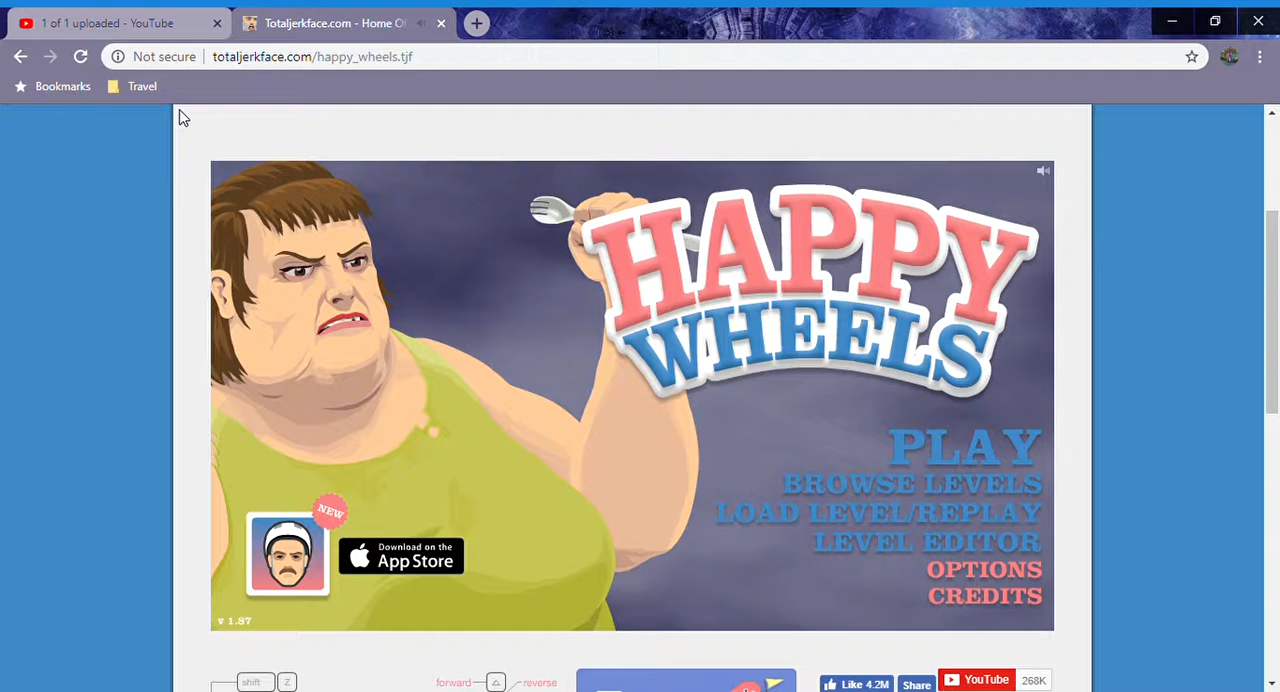 1 of 1 uploaded - YouTube
Totaljerkface.com - Home Of
Not secure
totaljerkface.com/happy_wheels.tjf
Bookmarks
Travel
HAPPY
WHEELS
PLAY
BROWSE LEVELS
LOAD LEVEL/REPLAY
LEVEL EDITOR
OPTIONS
CREDITS
NEW
Download on the
App Store
v 1.87
shift
Z
forward
reverse
Like 4.2M
Share
YouTube
268K